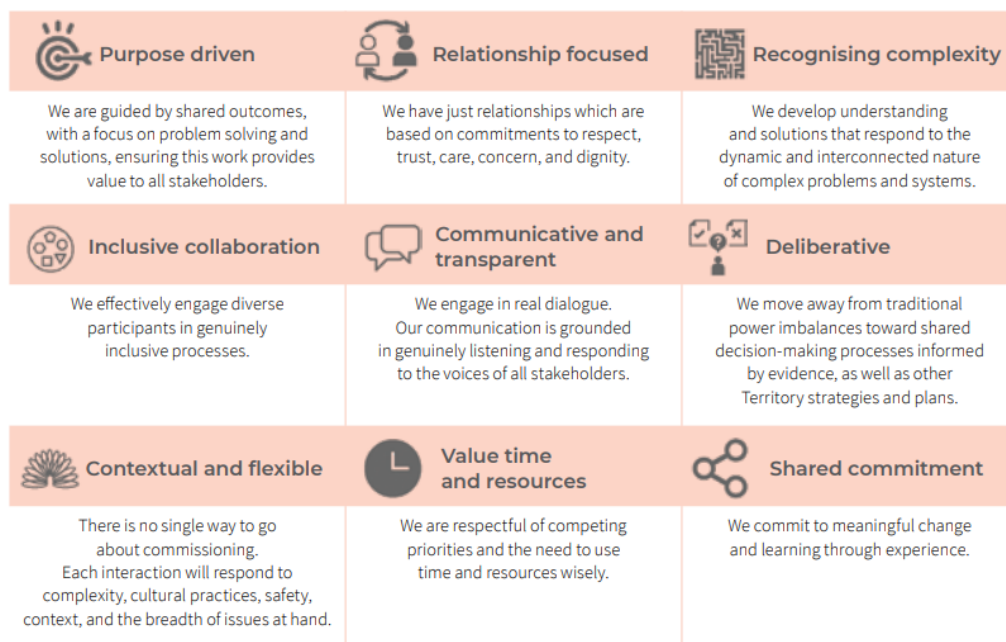 Purpose driven
We are guided by shared outcomes,
with a focus on problem solving and
solutions, ensuring this work provides
value to all stakeholders.
Relationship focused
We have just relationships which are
based on commitments to respect,
trust, care, concern, and dignity.
Recognising complexity
We develop understanding
and solutions that respond to the
dynamic and interconnected nature
of complex problems and systems.
Inclusive collaboration
We effectively engage diverse
participants in genuinely
inclusive processes.
Communicative and
transparent
We engage in real dialogue.
Our communication is grounded
in genuinely listening and responding
to the voices of all stakeholders.
Deliberative
We move away from traditional
power imbalances toward shared
decision-making processes informed
by evidence, as well as other
Territory strategies and plans.
Contextual and flexible
There is no single way to go
about commissioning.
Each interaction will respond to
complexity, cultural practices, safety,
context, and the breadth of issues at hand.
Value time
and resources
We are respectful of competing
priorities and the need to use
time and resources wisely.
Shared commitment
We commit to meaningful change
and learning through experience.